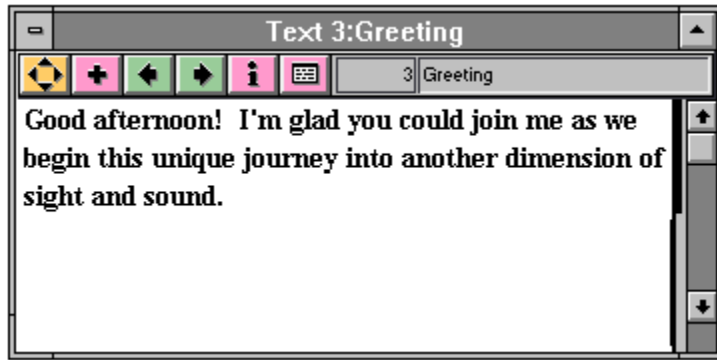 Text 3:Greeting
3 Greeting
Good afternoon!  I'm glad you could join me as we
begin this unique journey into another dimension of
sight and sound.